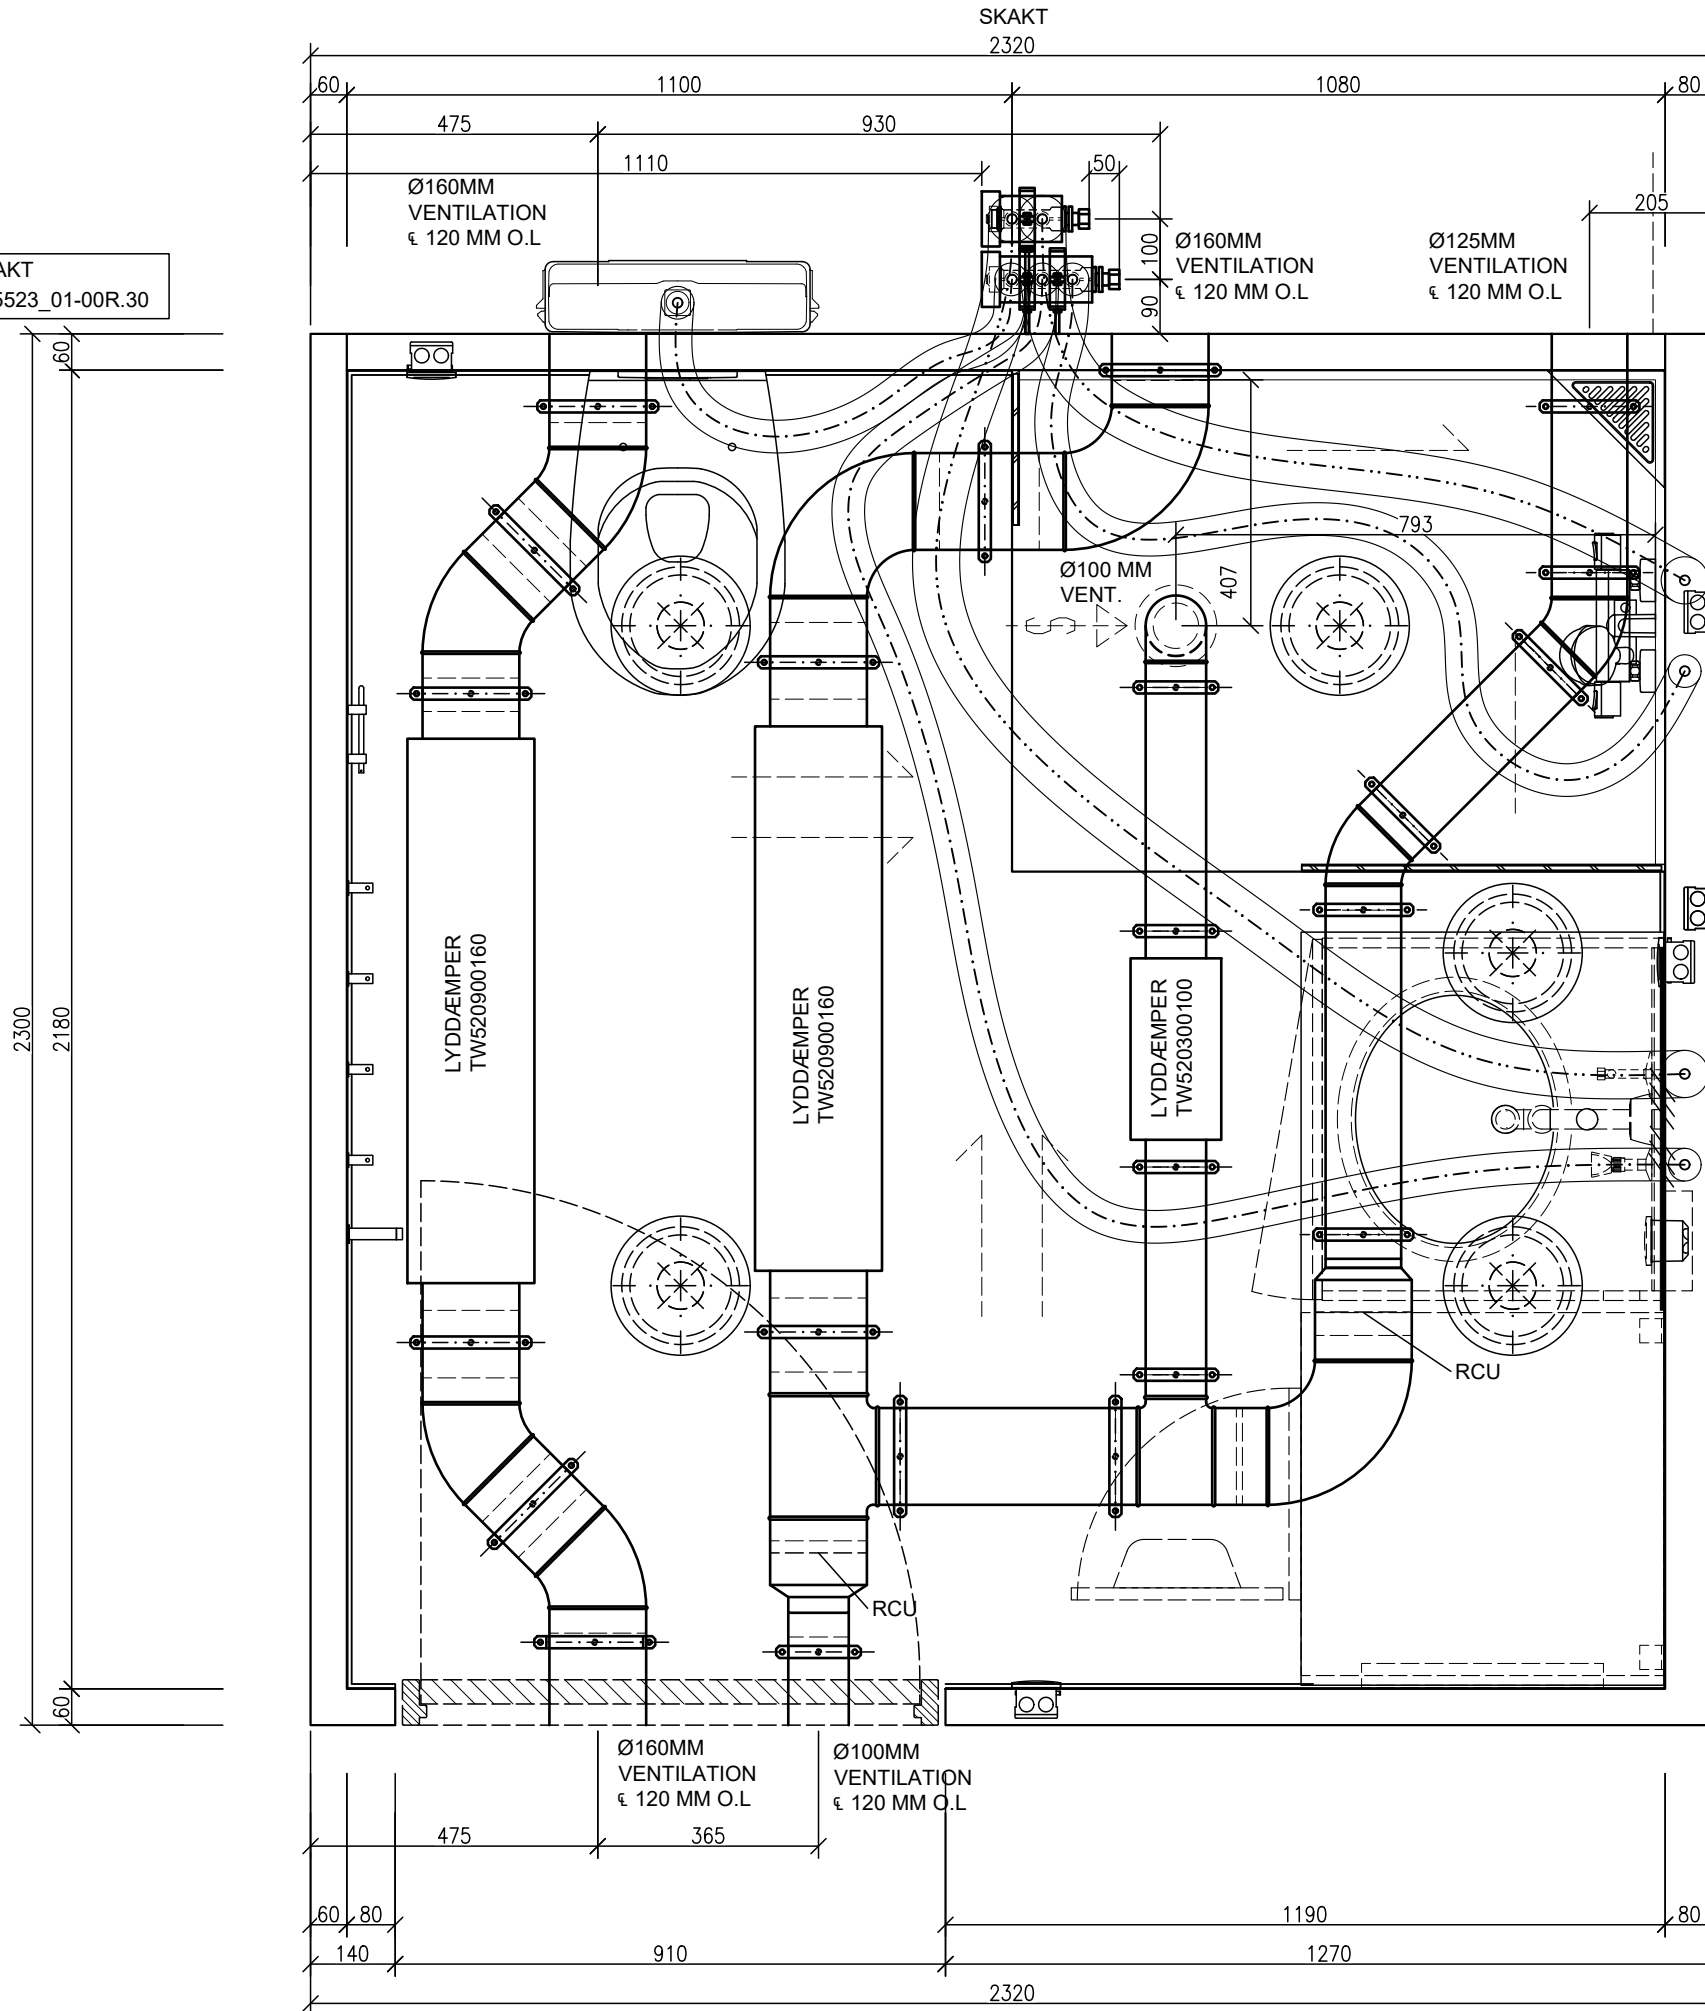 SKAKT
2320
60
1100
1080
80
475
930
1110
50
205
Ø160MM
VENTILATION
℄ 120 MM O.L
100
90
Ø160MM
VENTILATION
℄ 120 MM O.L
Ø125MM
VENTILATION
℄ 120 MM O.L
AKT
5523_01-00R.30
60
2300
2180
60
793
407
Ø100 MM
VENT.
S
LYDDÆMPER
TW520900160
LYDDÆMPER
TW520900160
LYDDÆMPER
TW520300100
RCU
RCU
Ø160MM
VENTILATION
℄ 120 MM O.L
Ø100MM
VENTILATION
℄ 120 MM O.L
475
365
60
80
1190
80
140
910
1270
2320